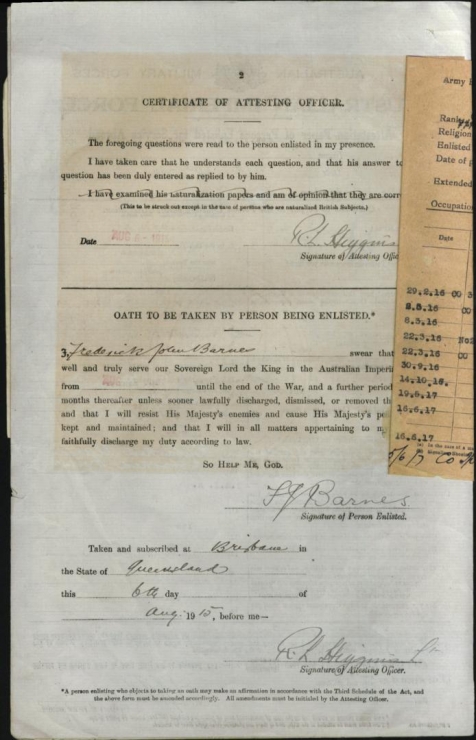 2
CERTIFICATE OF ATTESTING OFFICER.
The foregoing questions were read to the person enlisted in my presence.
I have taken care that he understands each question, and that his answer to
question has been duly entered as replied to by him.
I have examined his naturalization papers and am of opinion that they are corr
(This to be struck out except in the case of persons who are naturalized British Subjects.)
Date
R. L. Higgins
Signature of Attesting Offic
OATH TO BE TAKEN BY PERSON BEING ENLISTED.*
3, Frederick John Barnes swear that
well and truly serve our Sovereign Lord the King in the Australian Imperi
from until the end of the War, and a further period
months thereafter unless sooner lawfully discharged, dismissed, or removed th
and that I will resist His Majesty's enemies and cause His Majesty's pe
kept and maintained; and that I will in all matters appertaining to m
faithfully discharge my duty according to law.
SO HELP ME, GOD.
F J Barnes
Signature of Person Enlisted.
Taken and subscribed at Brisbane in
the State of Queensland
this 6th day of
Aug. 1915, before me—
R. L. Higgins Lt
Signature of Attesting Officer.
*A person enlisting who objects to taking an oath may make an affirmation in accordance with the Third Schedule of the Act, and
the above form must be amended accordingly. All amendments must be initialed by the Attesting Officer.
Army
Rank
Religion
Enlisted
Date of
Extended
Occupatio
Date
29.2.16
8.3.16
6.3.16
22.3.16
22.3.16
30.9.16
14.10.16.
19.5.17
16.6.17
16.6.17